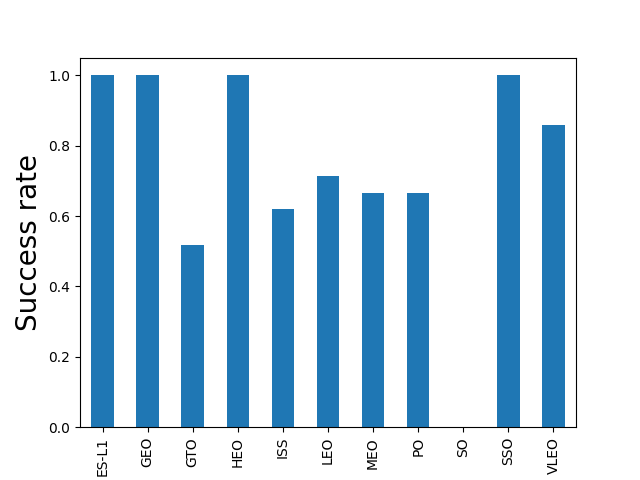 Success rate
1.0
0.8
0.6
0.4
0.2
0.0
ES-L1
GEO
GTO
HEO
ISS
LEO
MEO
PO
SO
SSO
VLEO